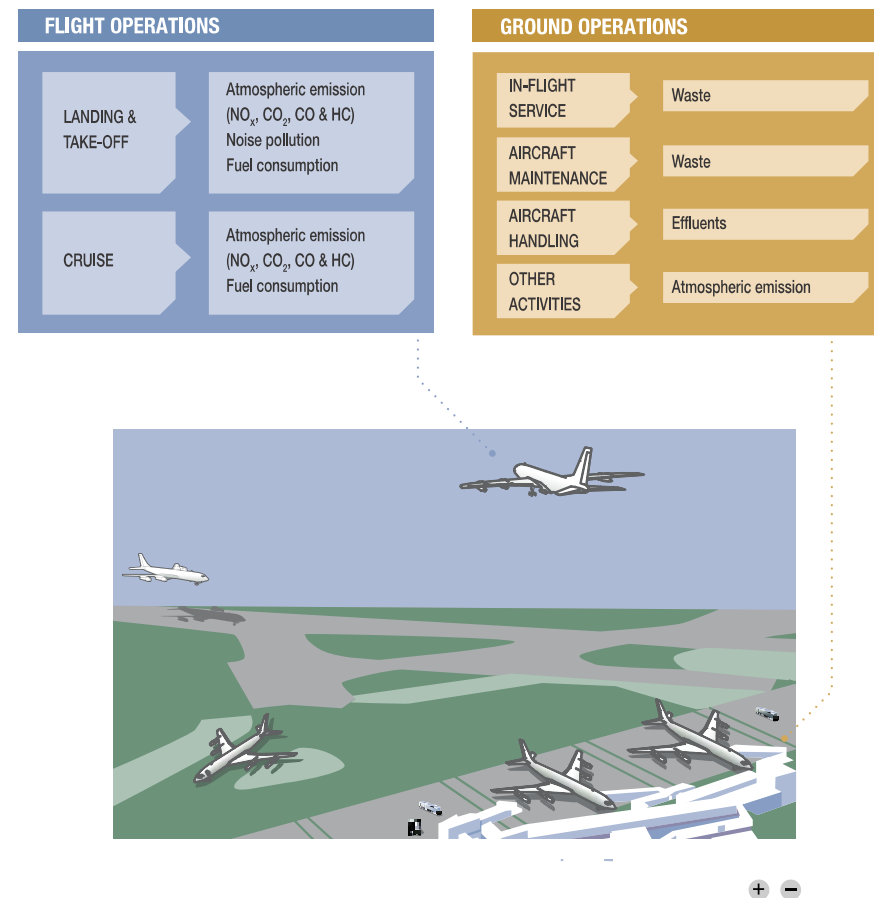 FLIGHT OPERATIONS
LANDING &
TAKE-OFF
Atmospheric emission
(NOₓ, CO₂, CO & HC)
Noise pollution
Fuel consumption
CRUISE
Atmospheric emission
(NOₓ, CO₂, CO & HC)
Fuel consumption
GROUND OPERATIONS
IN-FLIGHT
SERVICE
Waste
AIRCRAFT
MAINTENANCE
Waste
AIRCRAFT
HANDLING
Effluents
OTHER
ACTIVITIES
Atmospheric emission